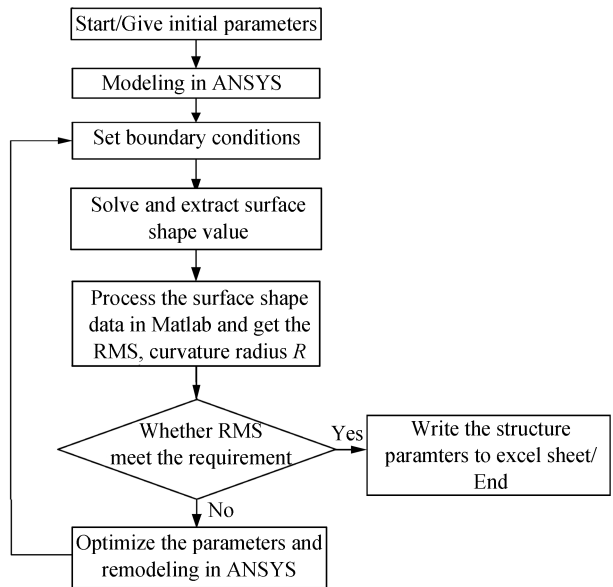 Start/Give initial parameters
Modeling in ANSYS
Set boundary conditions
Solve and extract surface
shape value
Process the surface shape
data in Matlab and get the
RMS, curvature radius R
Whether RMS
meet the requirement
Yes
Write the structure
paramters to excel sheet/
End
No
Optimize the parameters and
remodeling in ANSYS